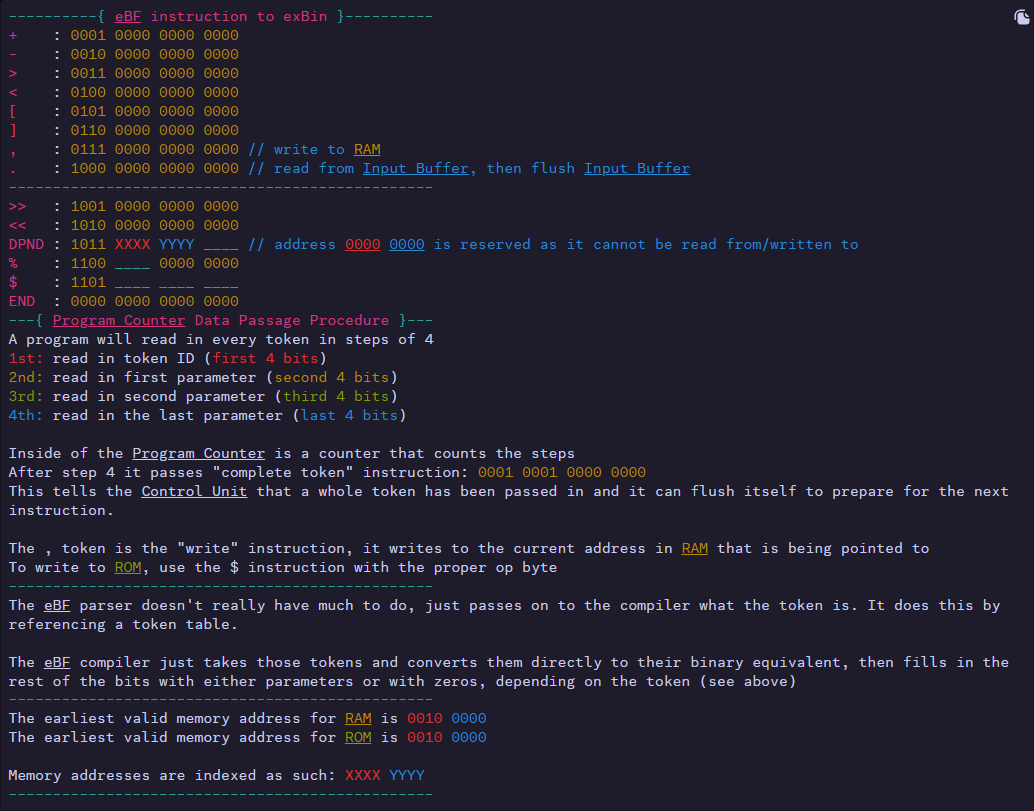 ----------{ eBF instruction to exBin }----------
+    : 0001 0000 0000 0000
-    : 0010 0000 0000 0000
>    : 0011 0000 0000 0000
<    : 0100 0000 0000 0000
[    : 0101 0000 0000 0000
]    : 0110 0000 0000 0000
,    : 0111 0000 0000 0000 // write to RAM
.    : 1000 0000 0000 0000 // read from Input Buffer, then flush Input Buffer
------------------------------------------------
>>   : 1001 0000 0000 0000
<<   : 1010 0000 0000 0000
DPND : 1011 XXXX YYYY ____ // address 0000 0000 is reserved as it cannot be read from/written to
%    : 1100 ____ 0000 0000
$    : 1101 ____ ____ ____
END  : 0000 0000 0000 0000
---{ Program Counter Data Passage Procedure }---
A program will read in every token in steps of 4
1st: read in token ID (first 4 bits)
2nd: read in first parameter (second 4 bits)
3rd: read in second parameter (third 4 bits)
4th: read in the last parameter (last 4 bits)

Inside of the Program Counter is a counter that counts the steps
After step 4 it passes "complete token" instruction: 0001 0001 0000 0000
This tells the Control Unit that a whole token has been passed in and it can flush itself to prepare for the next
instruction.

The , token is the "write" instruction, it writes to the current address in RAM that is being pointed to
To write to ROM, use the $ instruction with the proper op byte
------------------------------------------------
The eBF parser doesn't really have much to do, just passes on to the compiler what the token is. It does this by
referencing a token table.

The eBF compiler just takes those tokens and converts them directly to their binary equivalent, then fills in the
rest of the bits with either parameters or with zeros, depending on the token (see above)
------------------------------------------------
The earliest valid memory address for RAM is 0010 0000
The earliest valid memory address for ROM is 0010 0000

Memory addresses are indexed as such: XXXX YYYY
------------------------------------------------